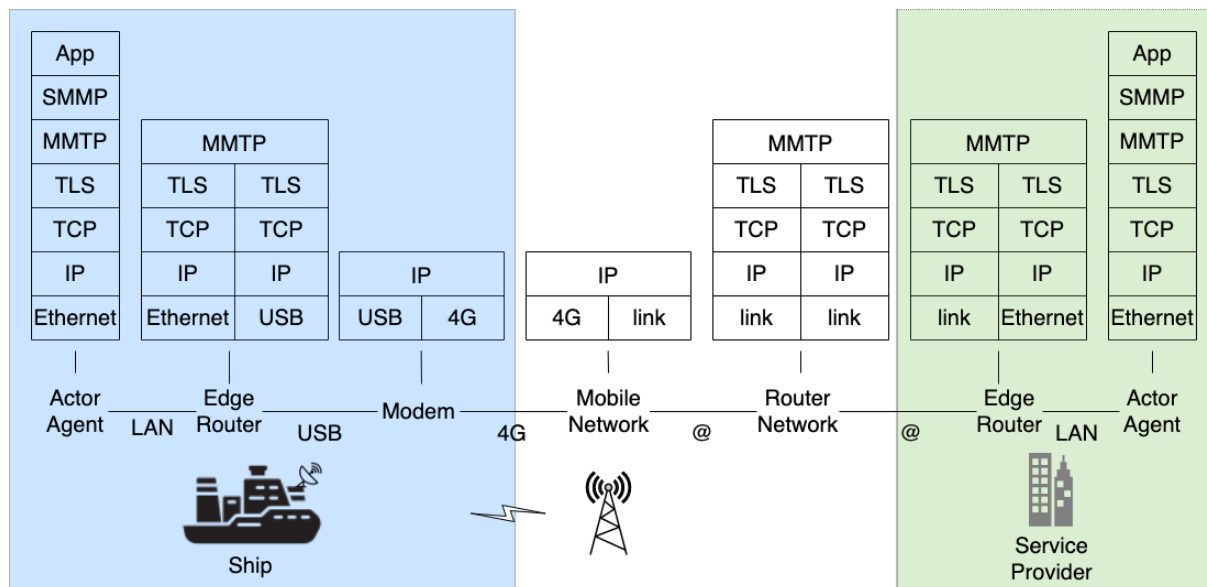 App
SMMP
MMTP
TLS
TCP
IP
Ethernet
MMTP
TLS TLS
TCP TCP
IP IP
Ethernet USB
IP
USB 4G
IP
4G link
MMTP
TLS TLS
TCP TCP
IP IP
link link
MMTP
TLS TLS
TCP TCP
IP IP
link Ethernet
App
SMMP
MMTP
TLS
TCP
IP
Ethernet
Actor
Agent
LAN
Edge
Router
USB
Modem
4G
Mobile
Network
@
Router
Network
@
Edge
Router
LAN
Actor
Agent
Ship
Service
Provider